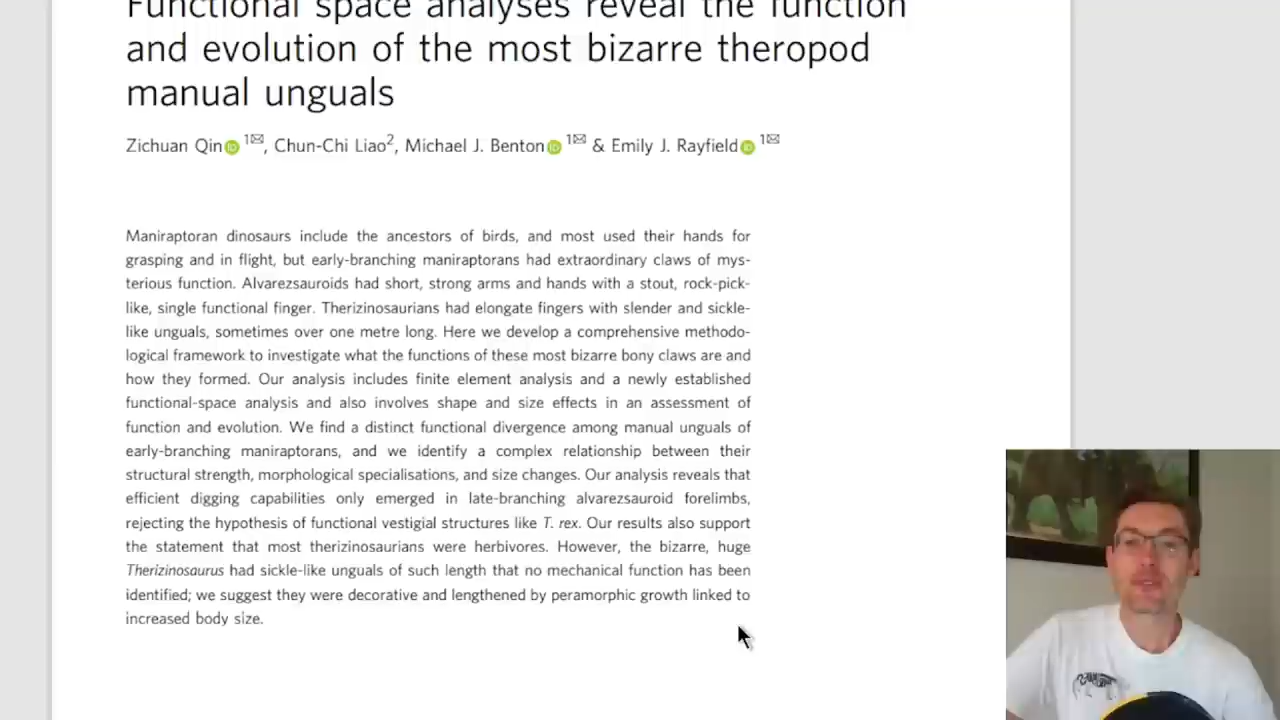 Functional space analyses reveal the function
and evolution of the most bizarre theropod
manual unguals
Zichuan Qin 1✉, Chun-Chi Liao2, Michael J. Benton 1✉ & Emily J. Rayfield 1✉
Maniraptoran dinosaurs include the ancestors of birds, and most used their hands for
grasping and in flight, but early-branching maniraptorans had extraordinary claws of mys-
terious function. Alvarezsauroids had short, strong arms and hands with a stout, rock-pick-
like, single functional finger. Therizinosaurians had elongate fingers with slender and sickle-
like unguals, sometimes over one metre long. Here we develop a comprehensive methodo-
logical framework to investigate what the functions of these most bizarre bony claws are and
how they formed. Our analysis includes finite element analysis and a newly established
functional-space analysis and also involves shape and size effects in an assessment of
function and evolution. We find a distinct functional divergence among manual unguals of
early-branching maniraptorans, and we identify a complex relationship between their
structural strength, morphological specialisations, and size changes. Our analysis reveals that
efficient digging capabilities only emerged in late-branching alvarezsauroid forelimbs,
rejecting the hypothesis of functional vestigial structures like T. rex. Our results also support
the statement that most therizinosaurians were herbivores. However, the bizarre, huge
Therizinosaurus had sickle-like unguals of such length that no mechanical function has been
identified; we suggest they were decorative and lengthened by peramorphic growth linked to
increased body size.